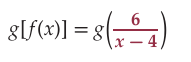 g[f(x)] = g(6/(x − 4))